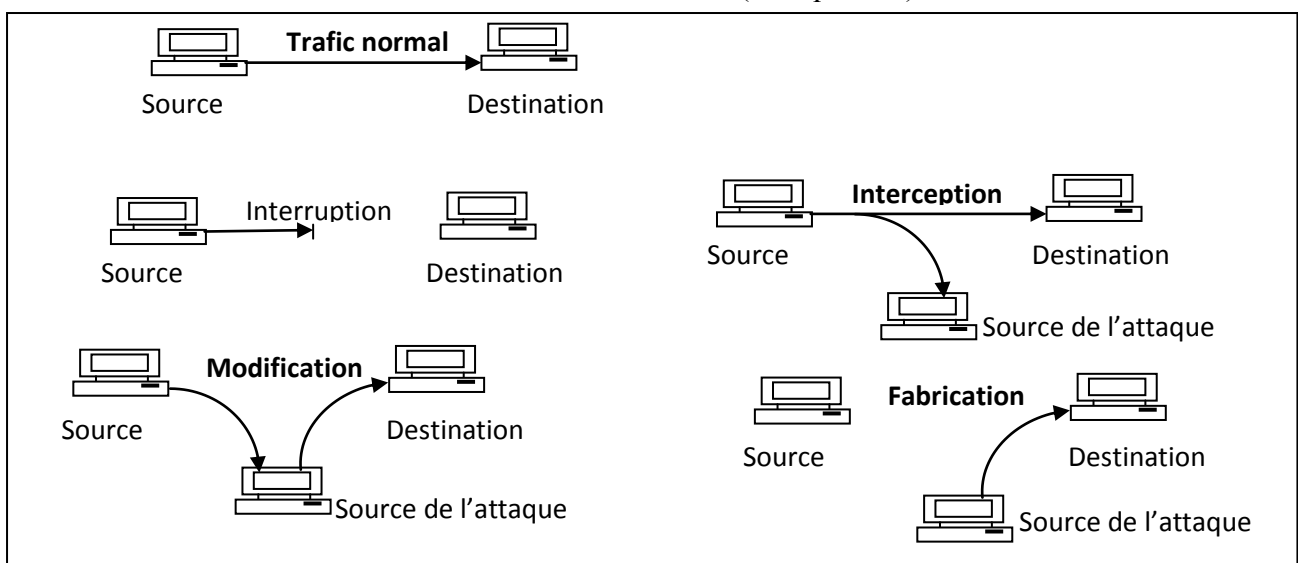 Trafic normal
Source
Destination
Interruption
Source
Destination
Interception
Source
Destination
Source de l’attaque
Modification
Source
Destination
Source de l’attaque
Fabrication
Source
Destination
Source de l’attaque